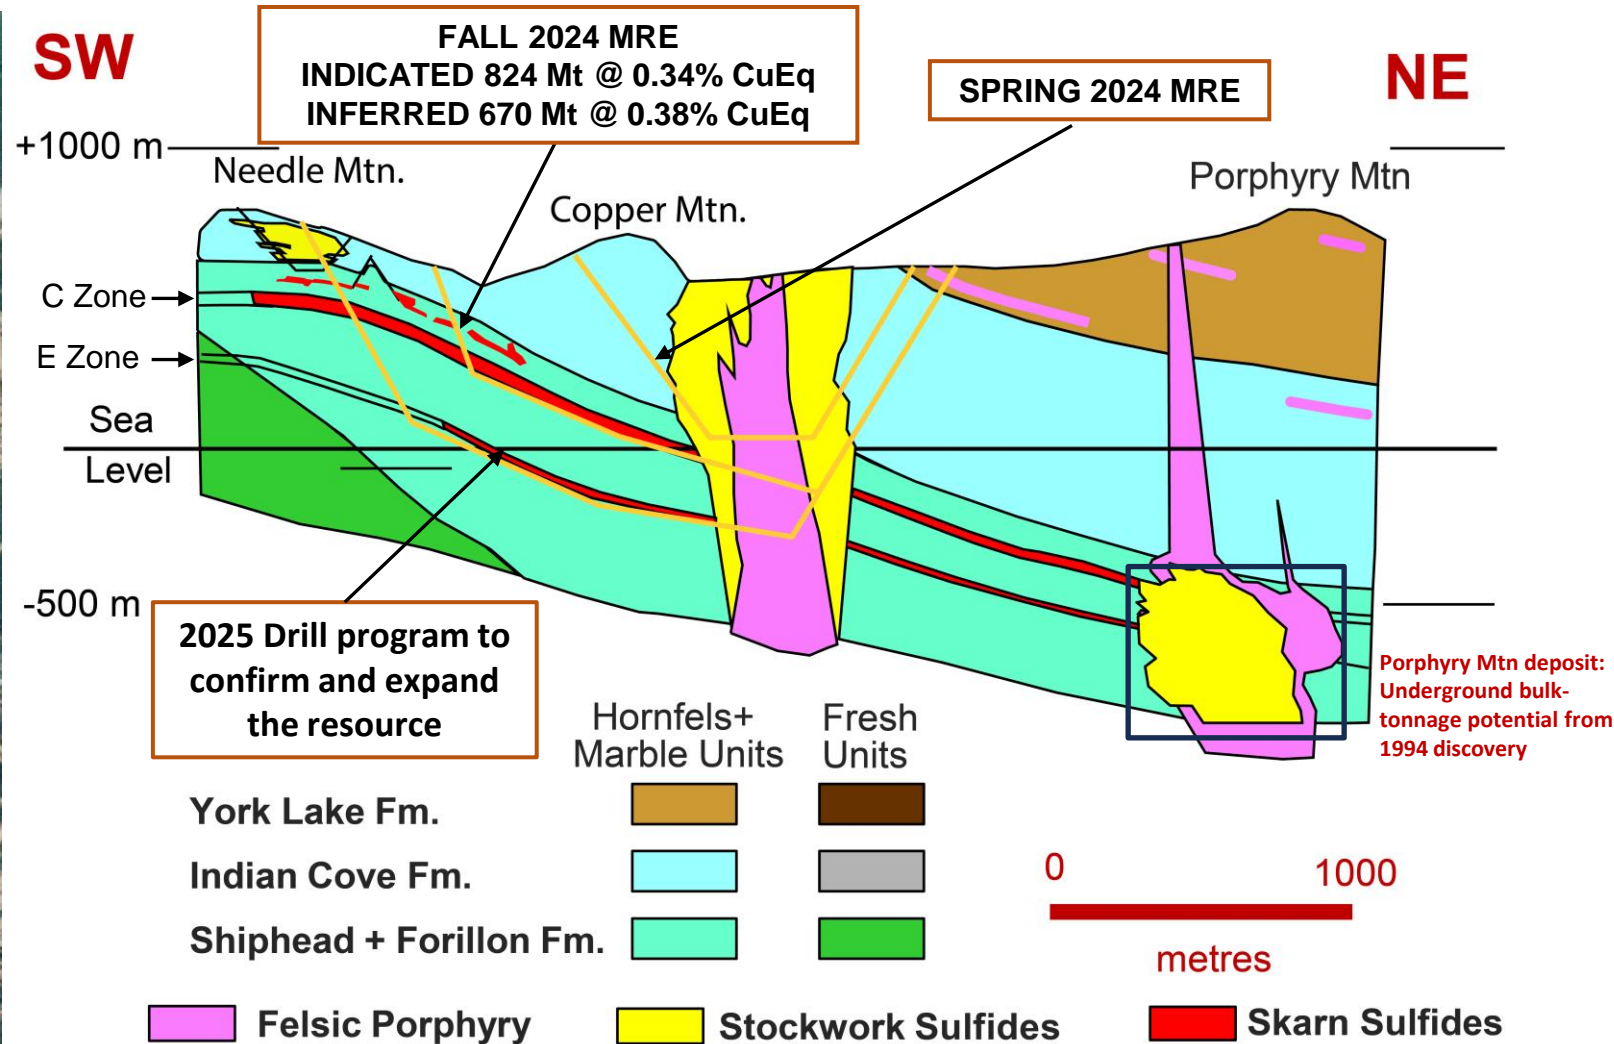 SW
FALL 2024 MRE
INDICATED 824 Mt @ 0.34% CuEq
INFERRED 670 Mt @ 0.38% CuEq
SPRING 2024 MRE
NE
+1000 m
Needle Mtn.
Copper Mtn.
Porphyry Mtn
C Zone
E Zone
Sea
Level
-500 m
2025 Drill program to
confirm and expand
the resource
Porphyry Mtn deposit:
Underground bulk-
tonnage potential from
1994 discovery
Hornfels+
Marble Units
Fresh
Units
York Lake Fm.
Indian Cove Fm.
Shiphead + Forillon Fm.
0
1000
metres
Felsic Porphyry
Stockwork Sulfides
Skarn Sulfides